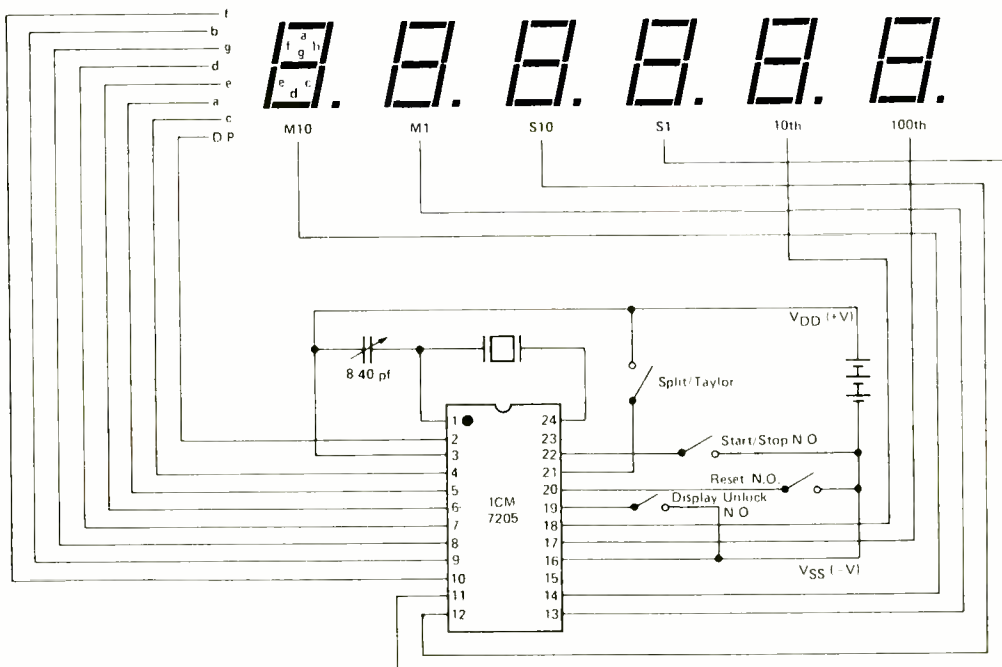 f
b
g
d
e
a
c
D P
a
f h
g
e c
d
M10 M1 S10 S1 10th 100th
VDD (+V)
8 40 pf
Split/Taylor
1 24
2 23
3 22
4 21
5 20
6 19
7 18
8 17
9 16
10 15
11 14
12 13
ICM
7205
Start/Stop N O
Reset N.O.
Display Unlock
N O
VSS (-V)